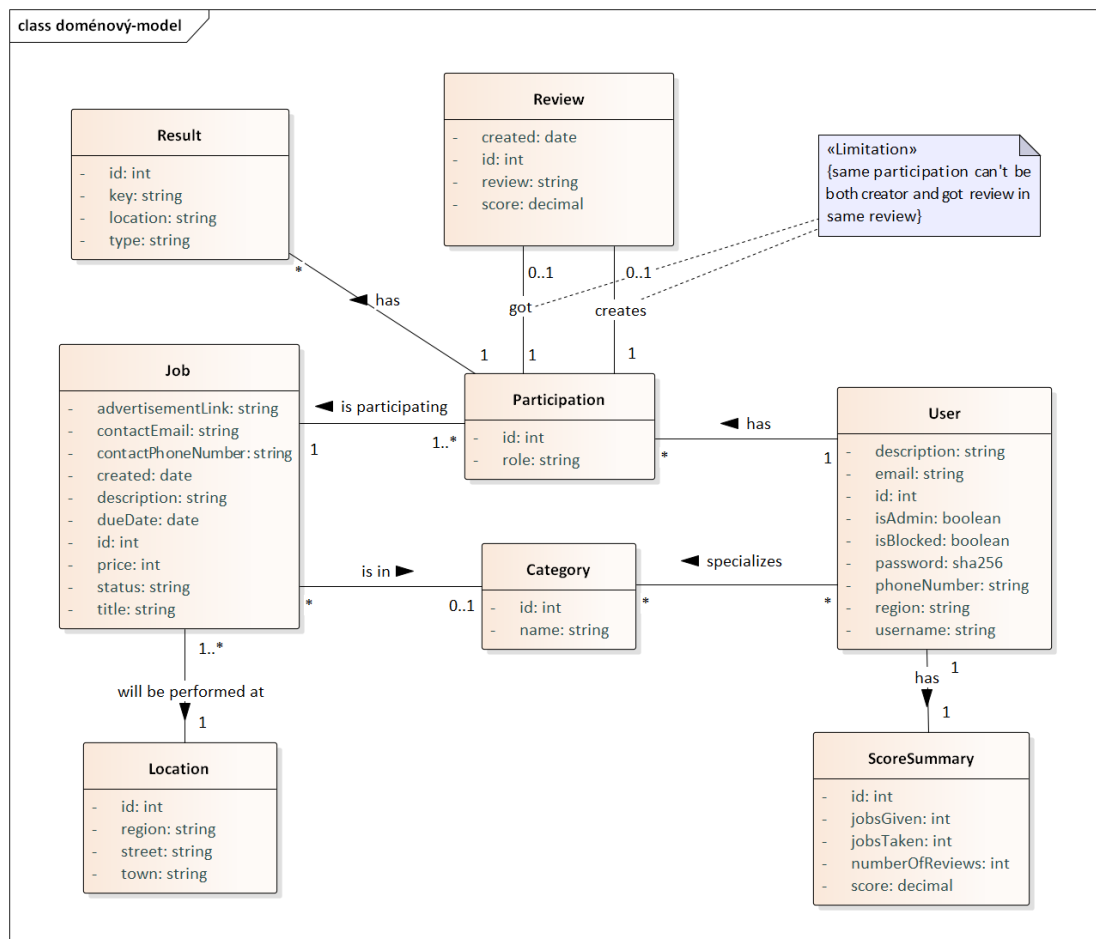 class doménový-model
Review
- created: date
- id: int
- review: string
- score: decimal
Result
- id: int
- key: string
- location: string
- type: string
«Limitation»
{same participation can't be
both creator and got review in
same review}
*
0..1
0..1
has
got
creates
1
1
1
Job
- advertisementLink: string
- contactEmail: string
- contactPhoneNumber: string
- created: date
- description: string
- dueDate: date
- id: int
- price: int
- status: string
- title: string
is participating
1
1..*
Participation
- id: int
- role: string
has
*
1
User
- description: string
- email: string
- id: int
- isAdmin: boolean
- isBlocked: boolean
- password: sha256
- phoneNumber: string
- region: string
- username: string
is in
*
0..1
Category
- id: int
- name: string
specializes
*
*
1..*
will be performed at
1
1
has
1
Location
- id: int
- region: string
- street: string
- town: string
ScoreSummary
- id: int
- jobsGiven: int
- jobsTaken: int
- numberOfReviews: int
- score: decimal